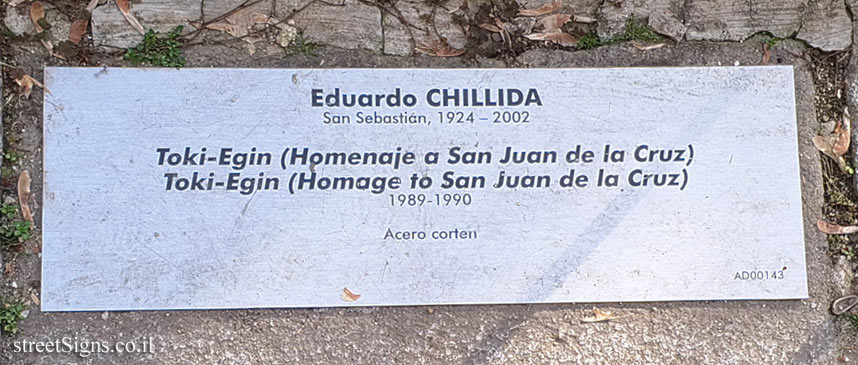 Eduardo CHILLIDA
San Sebastián, 1924 – 2002
Toki-Egin (Homenaje a San Juan de la Cruz)
Toki-Egin (Homage to San Juan de la Cruz)
1989-1990
Acero corten
AD00143
streetSigns.co.il